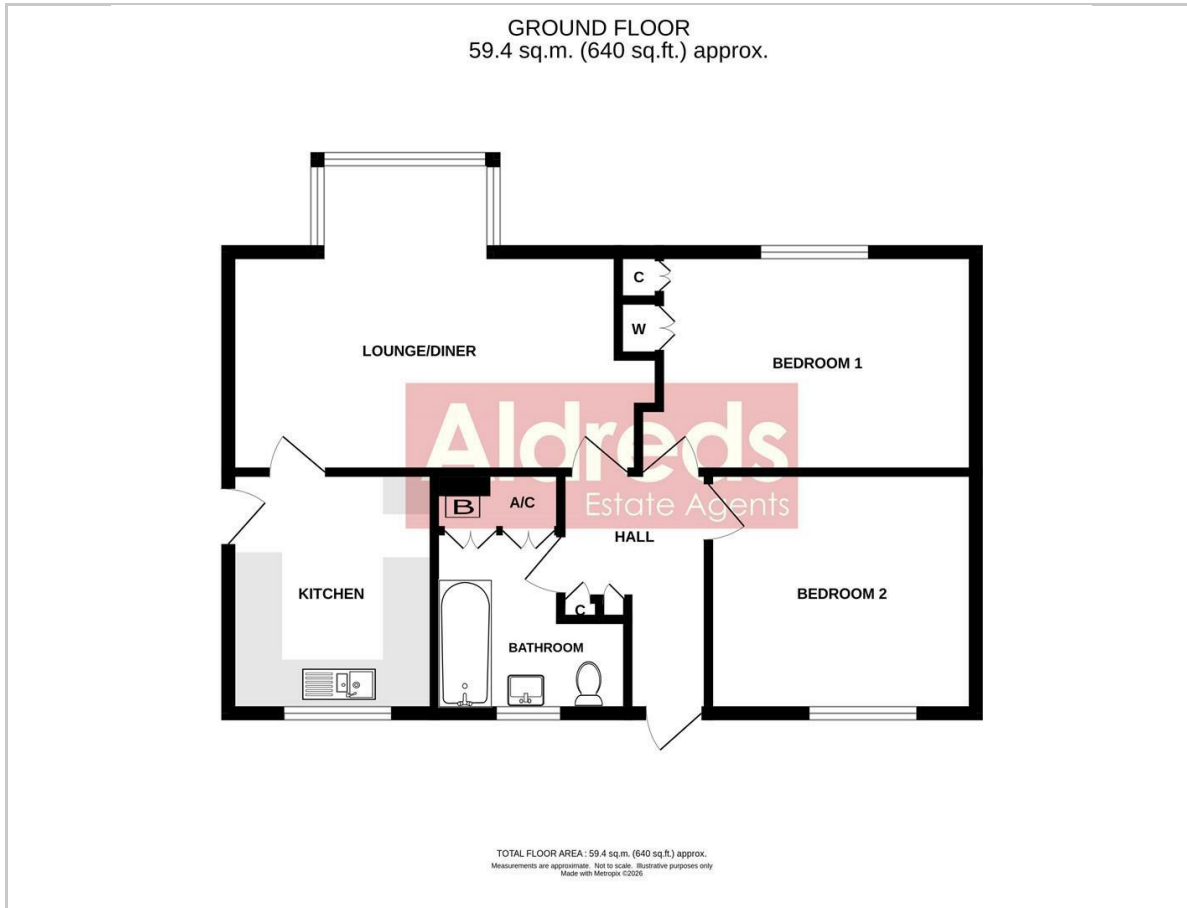 GROUND FLOOR
59.4 sq.m. (640 sq.ft.) approx.
C
W
LOUNGE/DINER
BEDROOM 1
Aldreds
Estate Agents
B
A/C
HALL
KITCHEN
C
BEDROOM 2
BATHROOM
TOTAL FLOOR AREA : 59.4 sq.m. (640 sq.ft.) approx.
Measurements are approximate. Not to scale. Illustrative purposes only
Made with Metropix ©2026